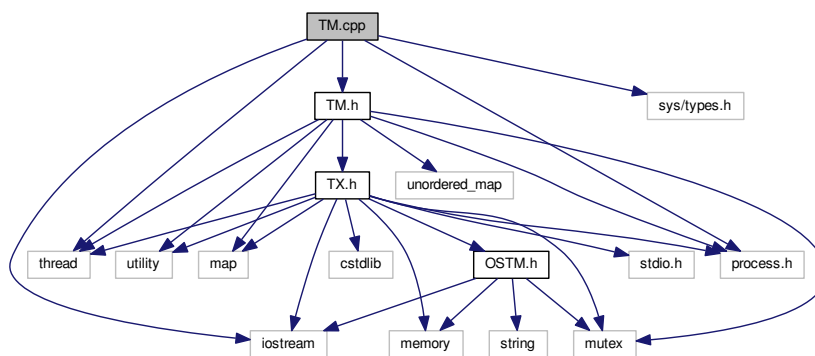 TM.cpp
TM.h
sys/types.h
TX.h
unordered_map
thread
utility
map
cstdlib
OSTM.h
stdio.h
process.h
iostream
memory
string
mutex